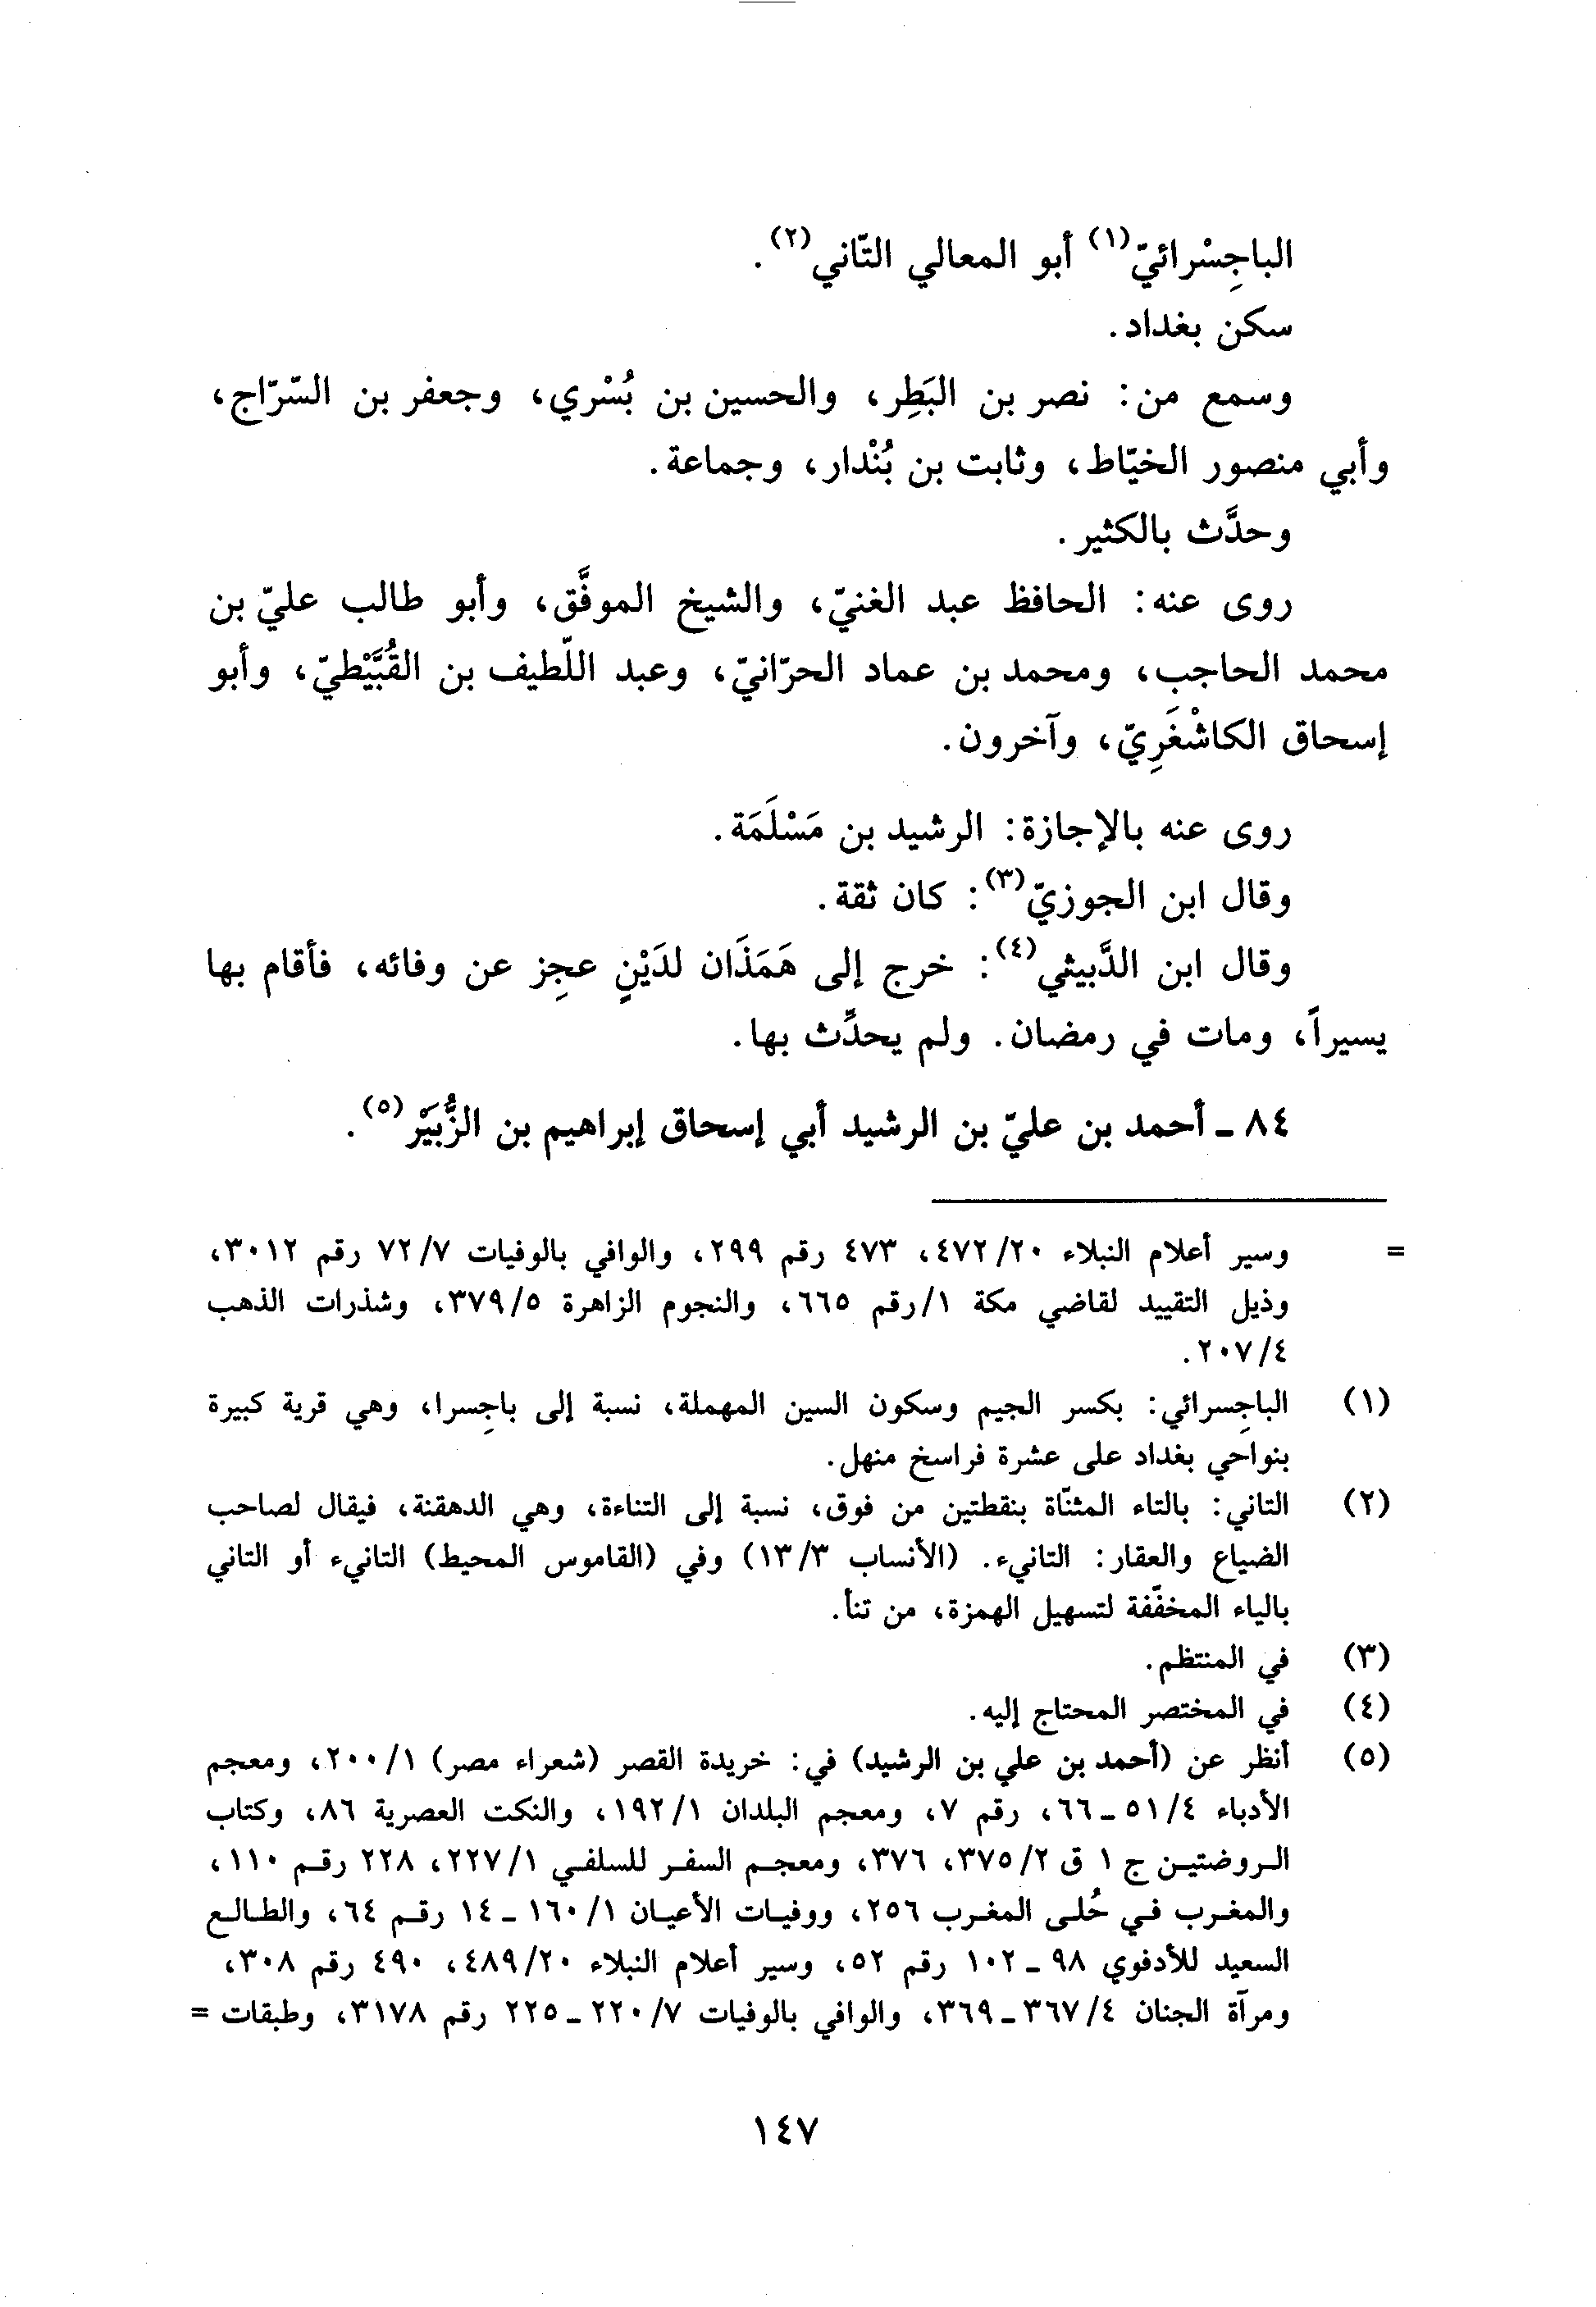 الباجِسْرائيّ(١) أبو المعالي التّاني(٢).
سكن بغداد.
وسمع من: نصر بن البَطِر، والحسين بن بُسْري، وجعفر بن السّرّاج،
وأبي منصور الخيّاط، وثابت بن بُنْدار، وجماعة.
وحدَّث بالكثير.
روى عنه: الحافظ عبد الغنيّ، والشيخ الموفَّق، وأبو طالب عليّ بن
محمد الحاجب، ومحمد بن عماد الحرّانيّ، وعبد اللّطيف بن القُبَّيْطيّ، وأبو
إسحاق الكاشْغَرِيّ، وآخرون.
روى عنه بالإجازة: الرشيد بن مَسْلَمَة.
وقال ابن الجوزيّ(٣): كان ثقة.
وقال ابن الدَّبيثي(٤): خرج إلى هَمَذَان لدَيْنٍ عجِز عن وفائه، فأقام بها
يسيراً، ومات في رمضان. ولم يحدِّث بها.
٨٤ ـ أحمد بن عليّ بن الرشيد أبي إسحاق إبراهيم بن الزُّبَيْر(٥).
= وسير أعلام النبلاء ٢٠/ ٤٧٢، ٤٧٣ رقم ٢٩٩، والوافي بالوفيات ٧/ ٧٢ رقم ٣٠١٢،
وذيل التقييد لقاضي مكة ١/رقم ٦٦٥، والنجوم الزاهرة ٥/ ٣٧٩، وشذرات الذهب
٤/ ٢٠٧.
(١) الباجِسرائي: بكسر الجيم وسكون السين المهملة، نسبة إلى باجِسرا، وهي قرية كبيرة
بنواحي بغداد على عشرة فراسخ منهل.
(٢) التاني: بالتاء المثنّاة بنقطتين من فوق، نسبة إلى التناءة، وهي الدهقنة، فيقال لصاحب
الضياع والعقار: التانيء. (الأنساب ٣/ ١٣) وفي (القاموس المحيط) التانيء أو التاني
بالياء المخفّفة لتسهيل الهمزة، من تنأ.
(٣) في المنتظم.
(٤) في المختصر المحتاج إليه.
(٥) أنظر عن (أحمد بن علي بن الرشيد) في: خريدة القصر (شعراء مصر) ١/ ٢٠٠، ومعجم
الأدباء ٤/ ٥١ ـ ٦٦، رقم ٧، ومعجم البلدان ١/ ١٩٢، والنكت العصرية ٨٦، وكتاب
الروضتين ج ١ ق ٢/ ٣٧٥، ٣٧٦، ومعجم السفر للسلفي ١/ ٢٢٧، ٢٢٨ رقم ١١٠،
والمغرب في حُلى المغرب ٢٥٦، ووفيات الأعيان ١/ ١٦٠ ـ ١٤ رقم ٦٤، والطالع
السعيد للأدفوي ٩٨ ـ ١٠٢ رقم ٥٢، وسير أعلام النبلاء ٢٠/ ٤٨٩، ٤٩٠ رقم ٣٠٨،
ومرآة الجنان ٤/ ٣٦٧ ـ ٣٦٩، والوافي بالوفيات ٧/ ٢٢٠ ـ ٢٢٥ رقم ٣١٧٨، وطبقات =
١٤٧